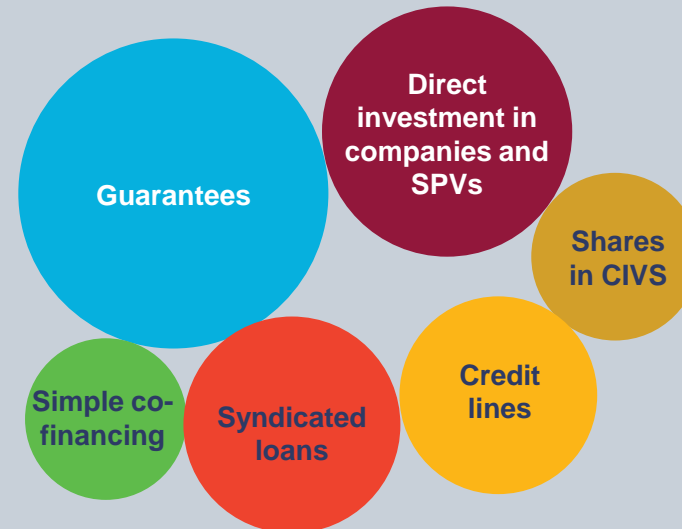 Direct
investment in
companies and
SPVs
Guarantees
Shares
in CIVS
Credit
lines
Simple co-
financing
Syndicated
loans